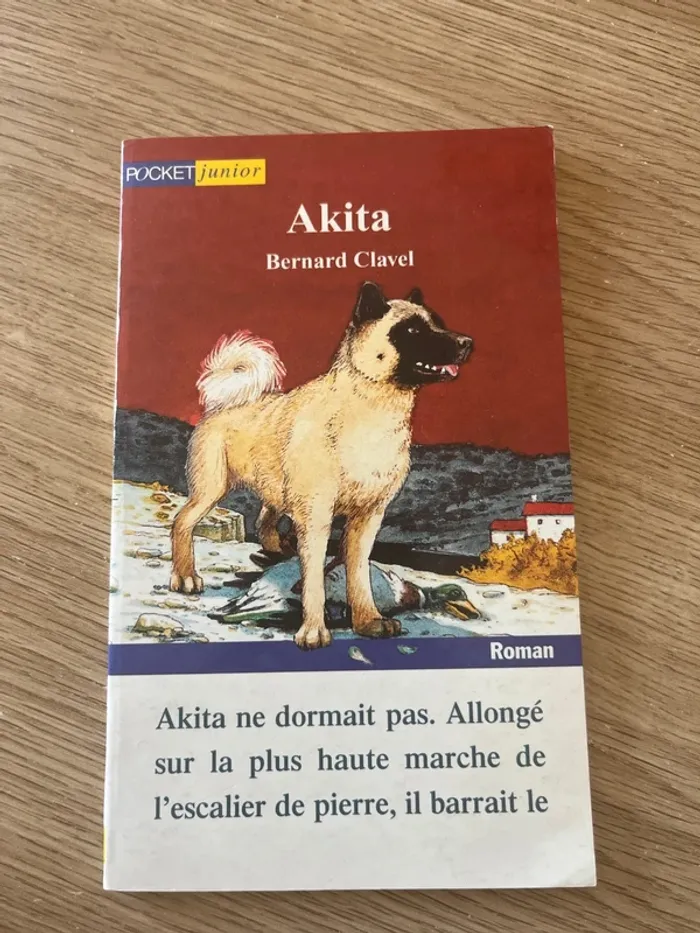 POCKET junior
Akita
Bernard Clavel
Roman
Akita ne dormait pas. Allongé
sur la plus haute marche de
l'escalier de pierre, il barrait le